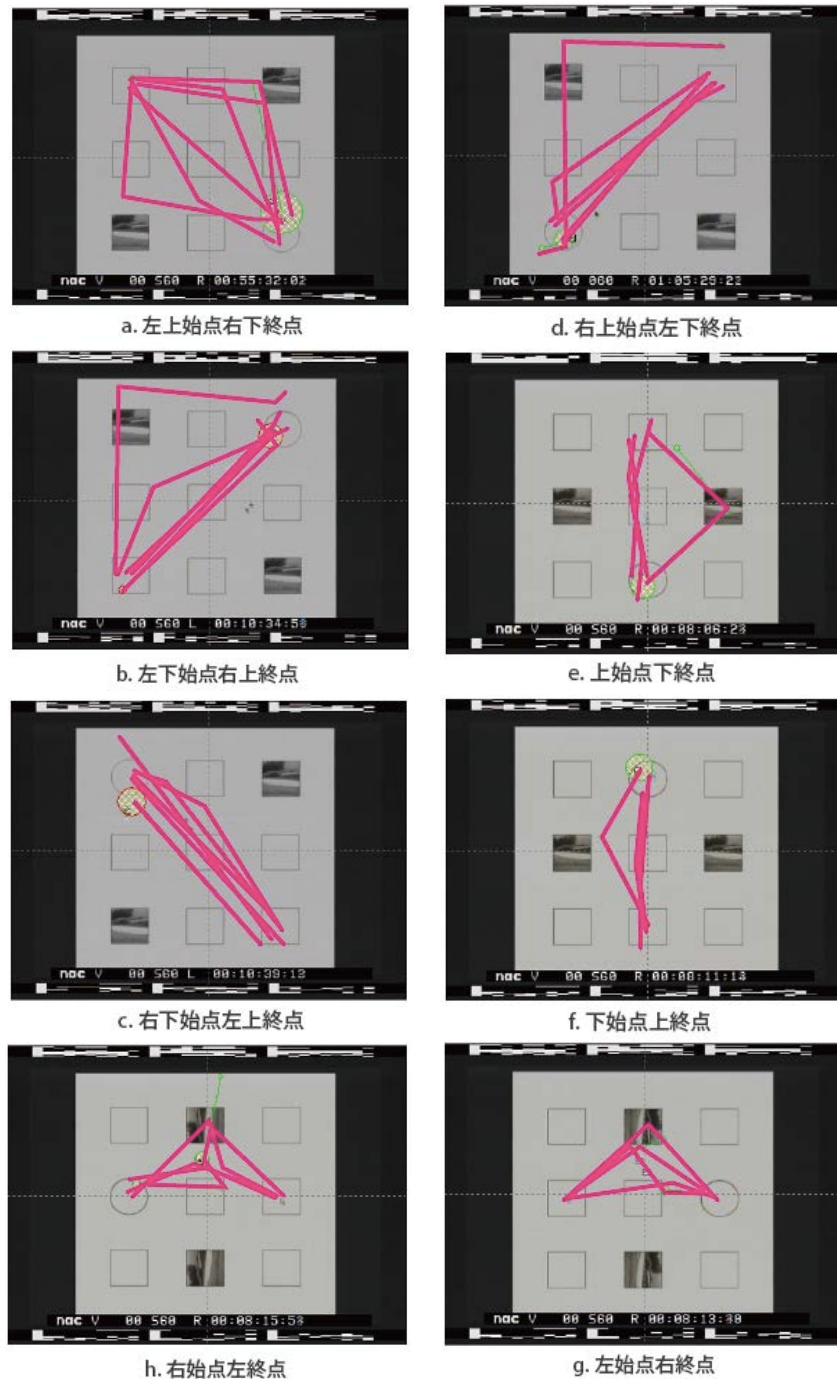 nac V 00 S60 R 00:55:32:02
a. 左上始点右下終点
nac V 00 060 R 01:05:29:22
d. 右上始点左下終点
nac V 00 S60 L 00:10:34:58
b. 左下始点右上終点
nac V 00 S60 R 00:08:06:23
e. 上始点下終点
nac V 00 S60 L 00:10:39:12
c. 右下始点左上終点
nac V 00 S60 R 00:08:11:18
f. 下始点上終点
nac V 00 S60 R 00:08:15:58
h. 右始点左終点
nac V 00 S60 R 00:08:13:38
g. 左始点右終点